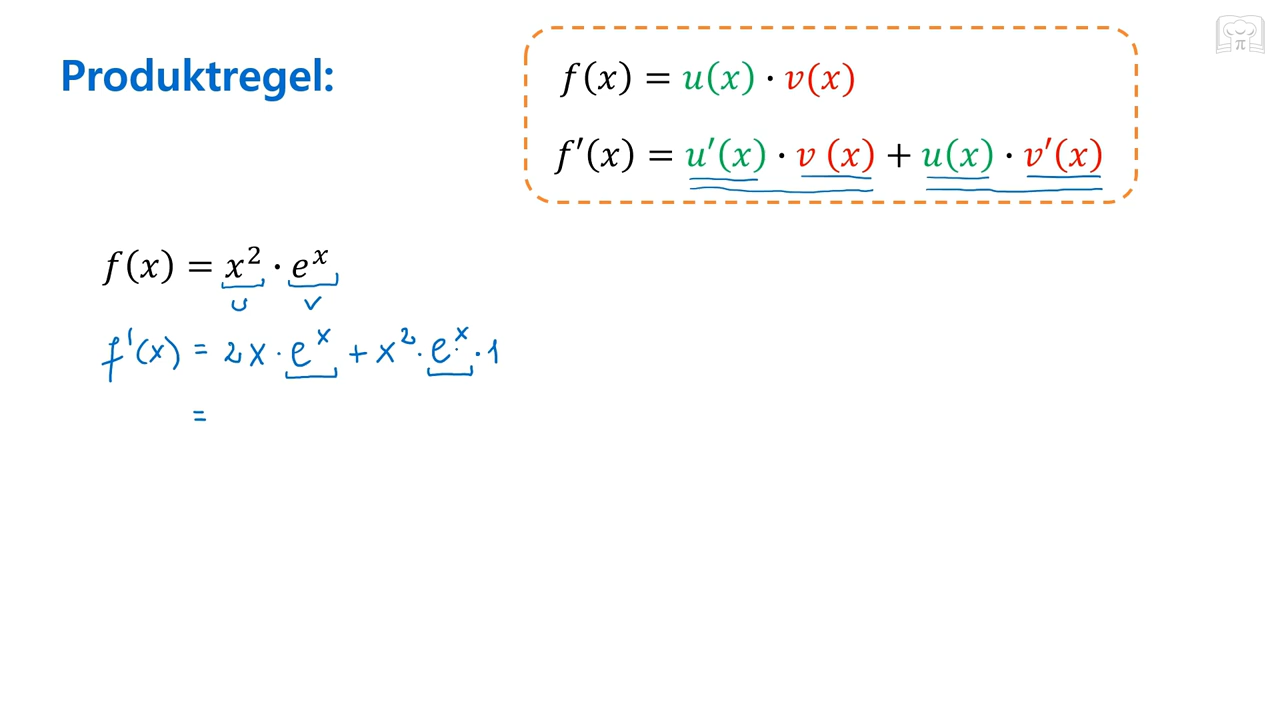 Produktregel:
f(x) = u(x) · v(x)
f′(x) = u′(x) · v (x) + u(x) · v′(x)
f(x) = x² · eˣ
u v
f'(x) = 2x · eˣ + x² · eˣ · 1
=
π